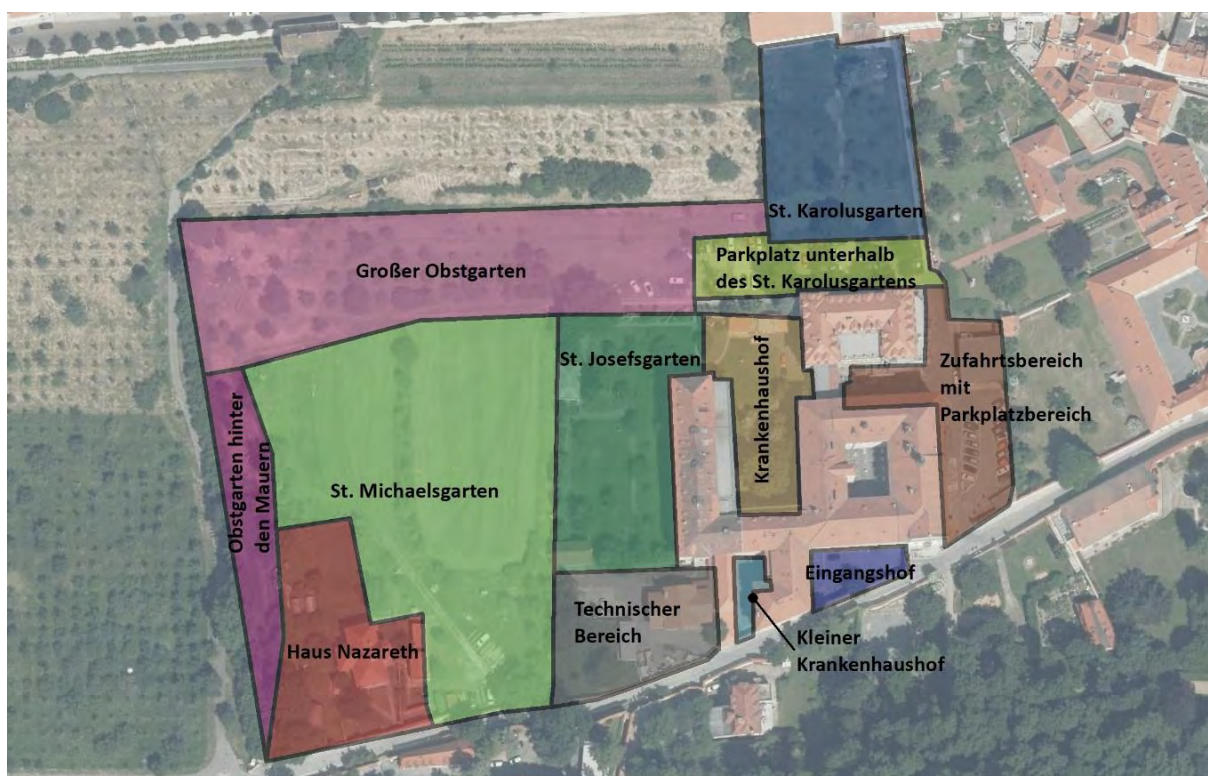 St. Karolusgarten
Parkplatz unterhalb
des St. Karolusgartens
Großer Obstgarten
St. Josefsgarten
Krankenhaushof
Zufahrtsbereich
mit
Parkplatzbereich
Obstgarten hinter
den Mauern
St. Michaelsgarten
Eingangshof
Technischer
Bereich
Kleiner
Krankenhaushof
Haus Nazareth